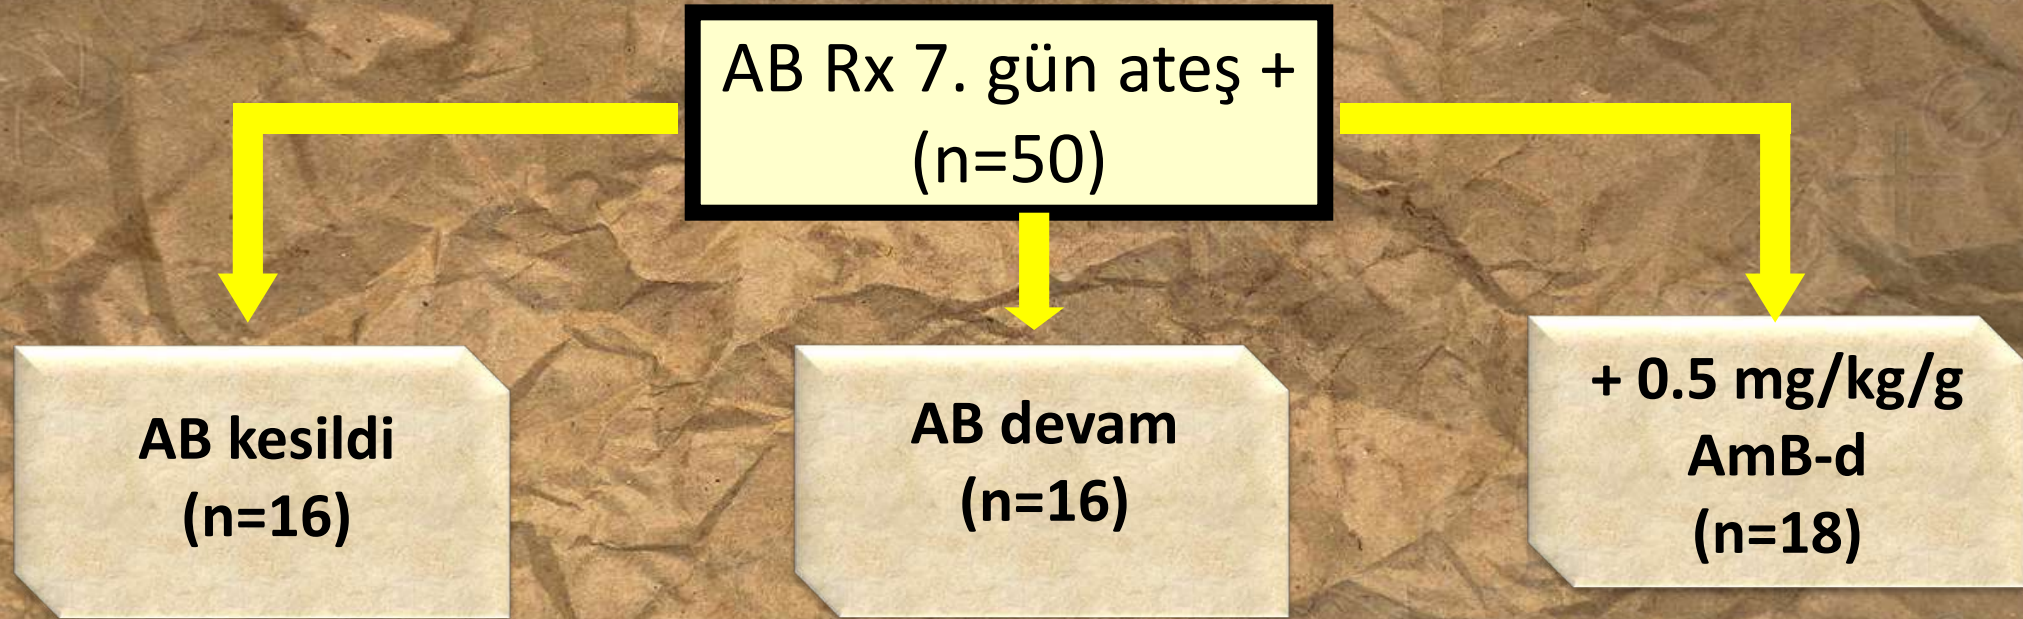 AB Rx 7. gün ateş +
(n=50)
AB kesildi
(n=16)
AB devam
(n=16)
+ 0.5 mg/kg/g
AmB-d
(n=18)